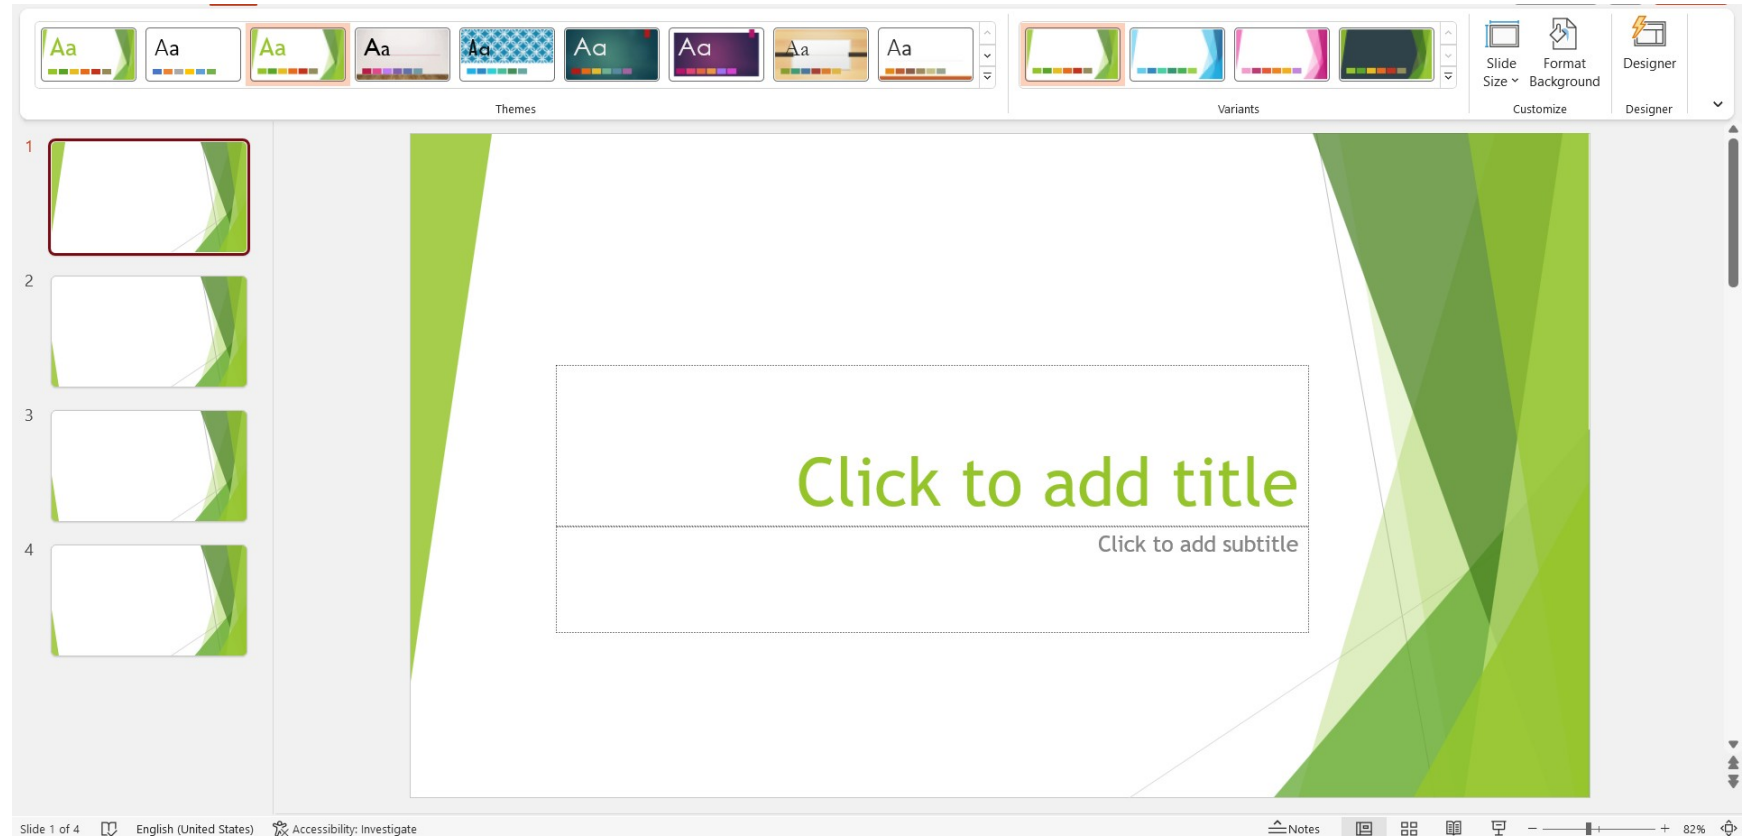 Aa Aa Aa Aa Aa Aa Aa Aa Aa
Slide Size
Format Background
Designer
Themes
Variants
Customize
Designer
1
2
3
4
Click to add title
Click to add subtitle
Slide 1 of 4 English (United States) Accessibility: Investigate Notes 82%